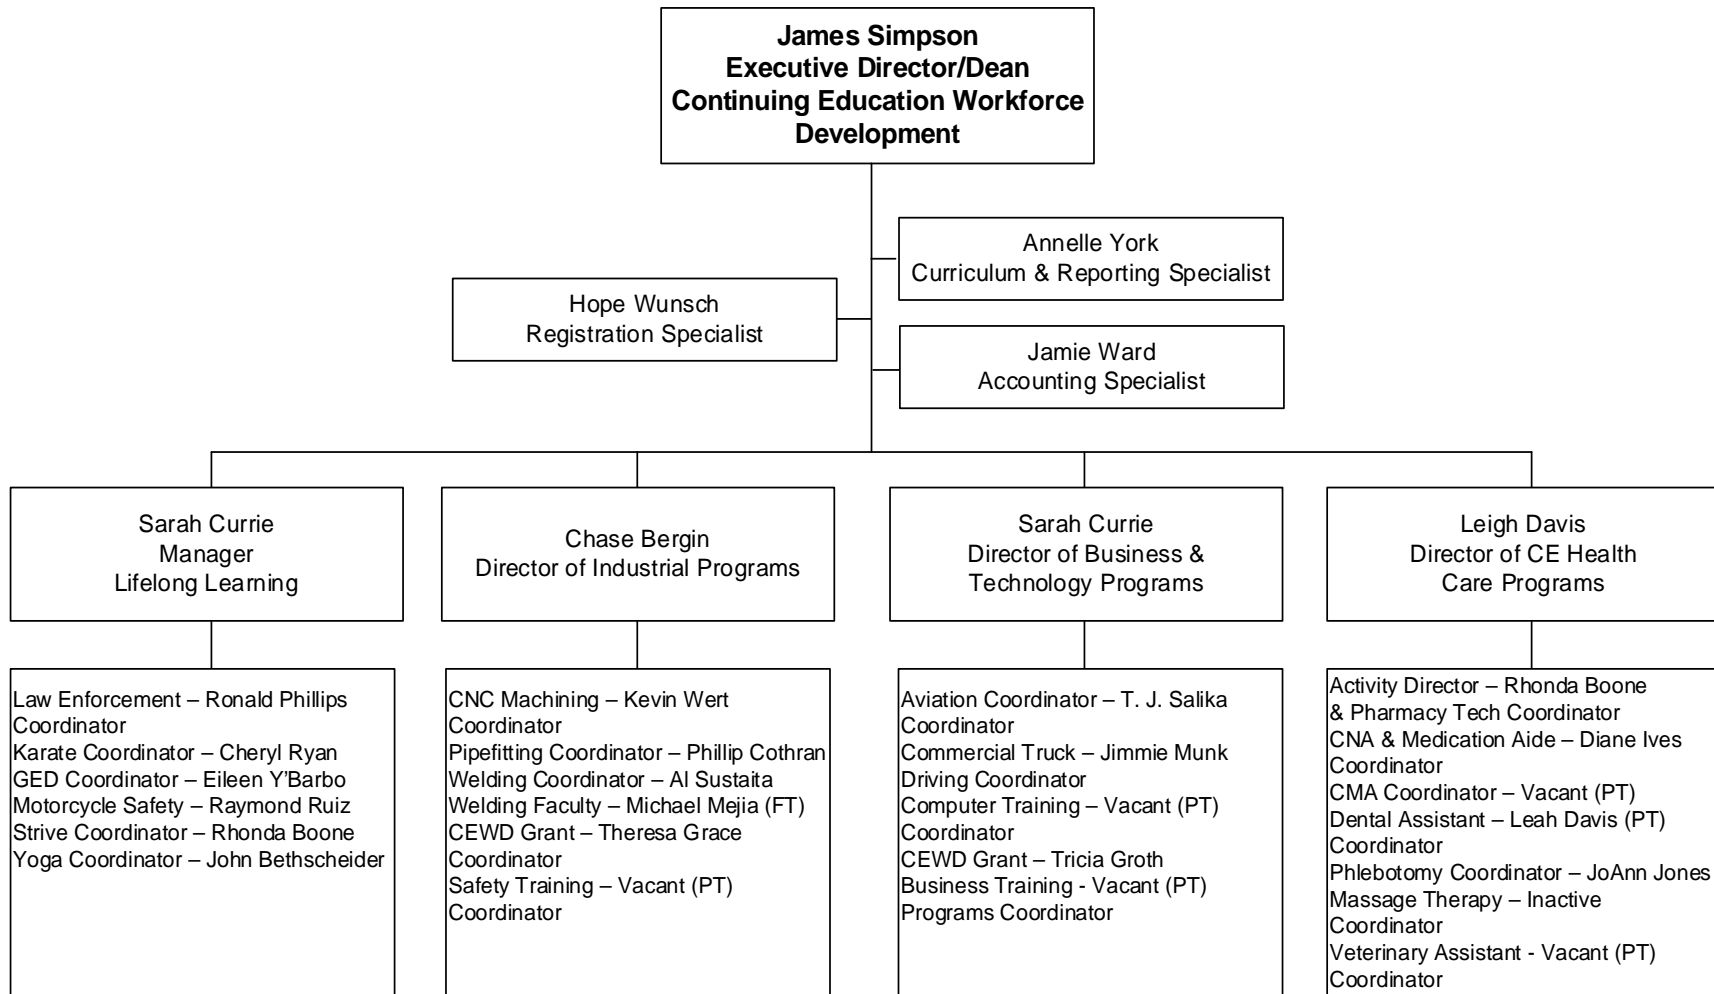 James Simpson
Executive Director/Dean
Continuing Education Workforce
Development
Annelle York
Curriculum & Reporting Specialist
Hope Wunsch
Registration Specialist
Jamie Ward
Accounting Specialist
Sarah Currie
Manager
Lifelong Learning
Chase Bergin
Director of Industrial Programs
Sarah Currie
Director of Business &
Technology Programs
Leigh Davis
Director of CE Health
Care Programs
Law Enforcement – Ronald Phillips
Coordinator
Karate Coordinator – Cheryl Ryan
GED Coordinator – Eileen Y’Barbo
Motorcycle Safety – Raymond Ruiz
Strive Coordinator – Rhonda Boone
Yoga Coordinator – John Bethscheider
CNC Machining – Kevin Wert
Coordinator
Pipefitting Coordinator – Phillip Cothran
Welding Coordinator – Al Sustaita
Welding Faculty – Michael Mejia (FT)
CEWD Grant – Theresa Grace
Coordinator
Safety Training – Vacant (PT)
Coordinator
Aviation Coordinator – T. J. Salika
Coordinator
Commercial Truck – Jimmie Munk
Driving Coordinator
Computer Training – Vacant (PT)
Coordinator
CEWD Grant – Tricia Groth
Business Training - Vacant (PT)
Programs Coordinator
Activity Director – Rhonda Boone
& Pharmacy Tech Coordinator
CNA & Medication Aide – Diane Ives
Coordinator
CMA Coordinator – Vacant (PT)
Dental Assistant – Leah Davis (PT)
Coordinator
Phlebotomy Coordinator – JoAnn Jones
Massage Therapy – Inactive
Coordinator
Veterinary Assistant - Vacant (PT)
Coordinator